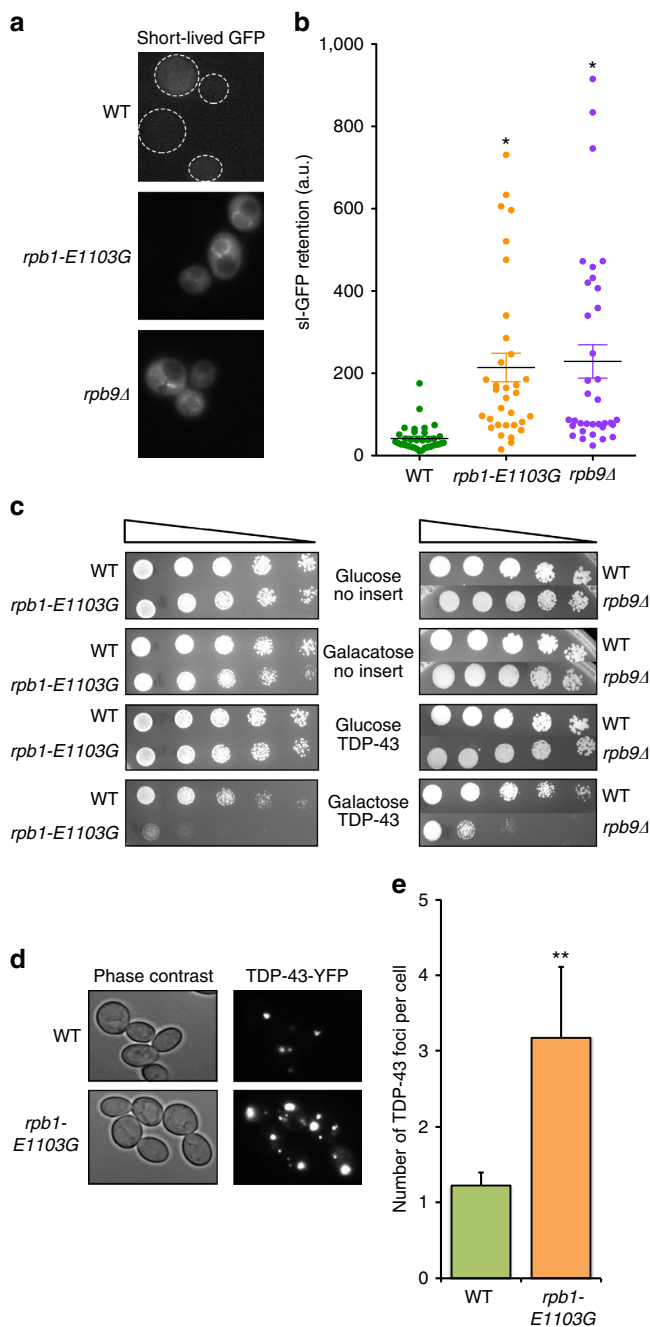 a
Short-lived GFP
WT
rpb1-E1103G
rpb9Δ
b
1,000
800
600
400
200
0
sl-GFP retention (a.u.)
*
*
WT
rpb1-E1103G
rpb9Δ
c
WT
rpb1-E1103G
Glucose
no insert
WT
rpb9Δ
WT
rpb1-E1103G
Galacatose
no insert
WT
rpb9Δ
WT
rpb1-E1103G
Glucose
TDP-43
WT
rpb9Δ
WT
rpb1-E1103G
Galactose
TDP-43
WT
rpb9Δ
d
Phase contrast
TDP-43-YFP
WT
rpb1-
E1103G
e
5
4
3
2
1
0
Number of TDP-43 foci per cell
**
WT
rpb1-
E1103G